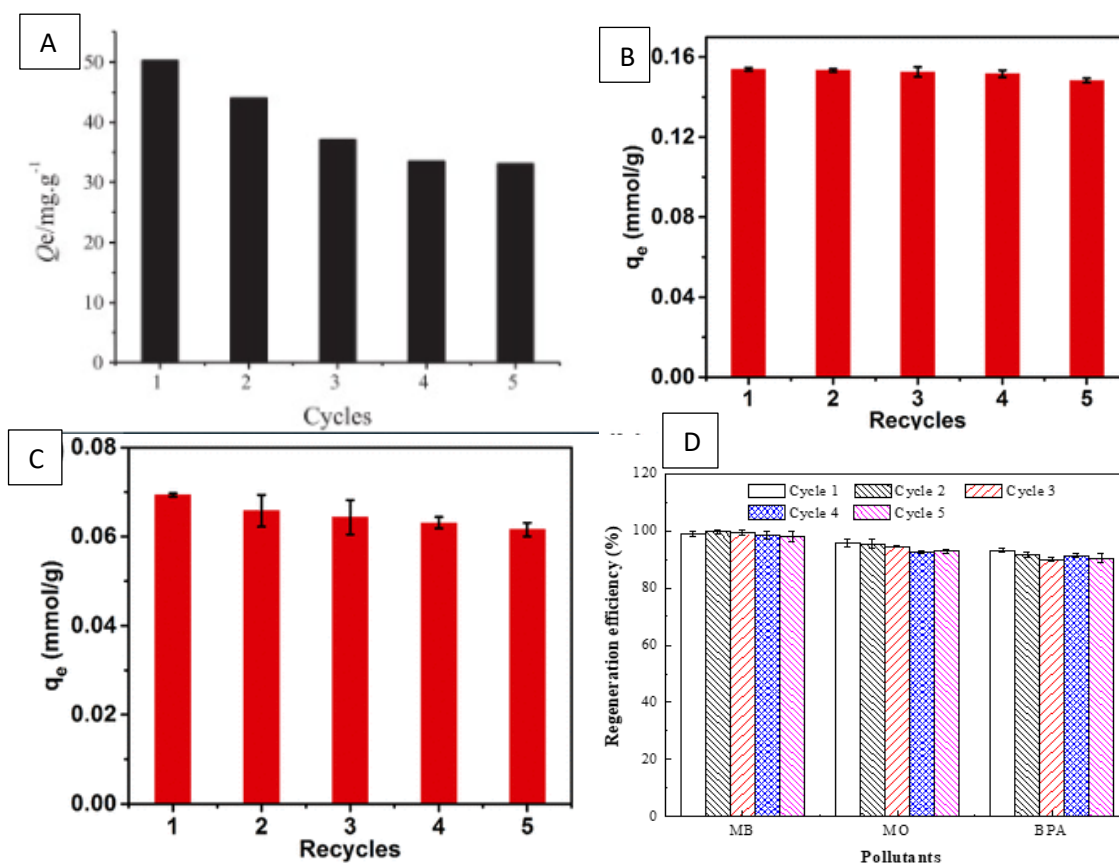 A
50
40
30
20
10
0
Qe/mg.g-1
1 2 3 4 5
Cycles
B
0.16
0.12
0.08
0.04
0.00
qe (mmol/g)
1 2 3 4 5
Recycles
C
0.08
0.06
0.04
0.02
0.00
qe (mmol/g)
1 2 3 4 5
Recycles
D
120
100
80
60
40
20
0
Regeneration efficiency (%)
Cycle 1 Cycle 2 Cycle 3
Cycle 4 Cycle 5
MB MO BPA
Pollutants